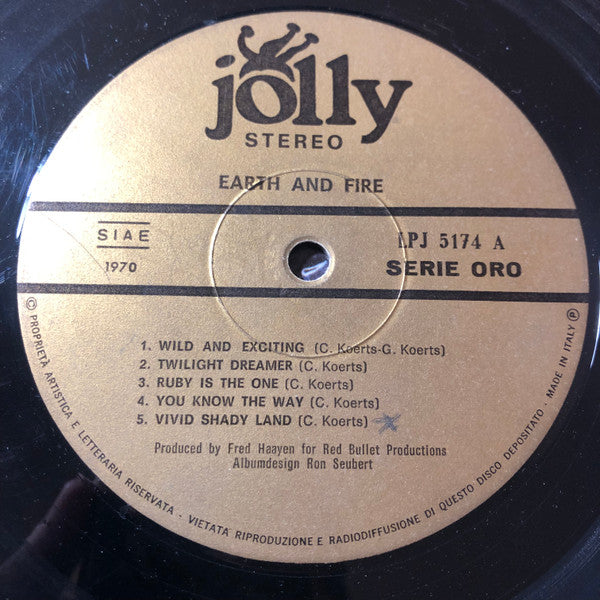 jolly
STEREO
EARTH AND FIRE
SIAE
1970
LPJ 5174 A
SERIE ORO
1. WILD AND EXCITING (C. Koerts-G. Koerts)
2. TWILIGHT DREAMER (C. Koerts)
3. RUBY IS THE ONE (C. Koerts)
4. YOU KNOW THE WAY (C. Koerts)
5. VIVID SHADY LAND (C. Koerts)
Produced by Fred Haayen for Red Bullet Productions
Albumdesign Ron Seubert
© PROPRIETÀ ARTISTICA E LETTERARIA RISERVATA - VIETATA RIPRODUZIONE E RADIODIFFUSIONE DI QUESTO DISCO DEPOSITATO - MADE IN ITALY ℗